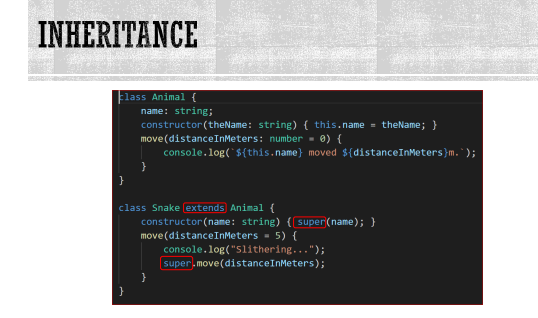 INHERITANCE
class Animal {
    name: string;
    constructor(theName: string) { this.name = theName; }
    move(distanceInMeters: number = 0) {
        console.log(`${this.name} moved ${distanceInMeters}m.`);
    }
}
class Snake extends Animal {
    constructor(name: string) { super(name); }
    move(distanceInMeters = 5) {
        console.log("Slithering...");
        super.move(distanceInMeters);
    }
}